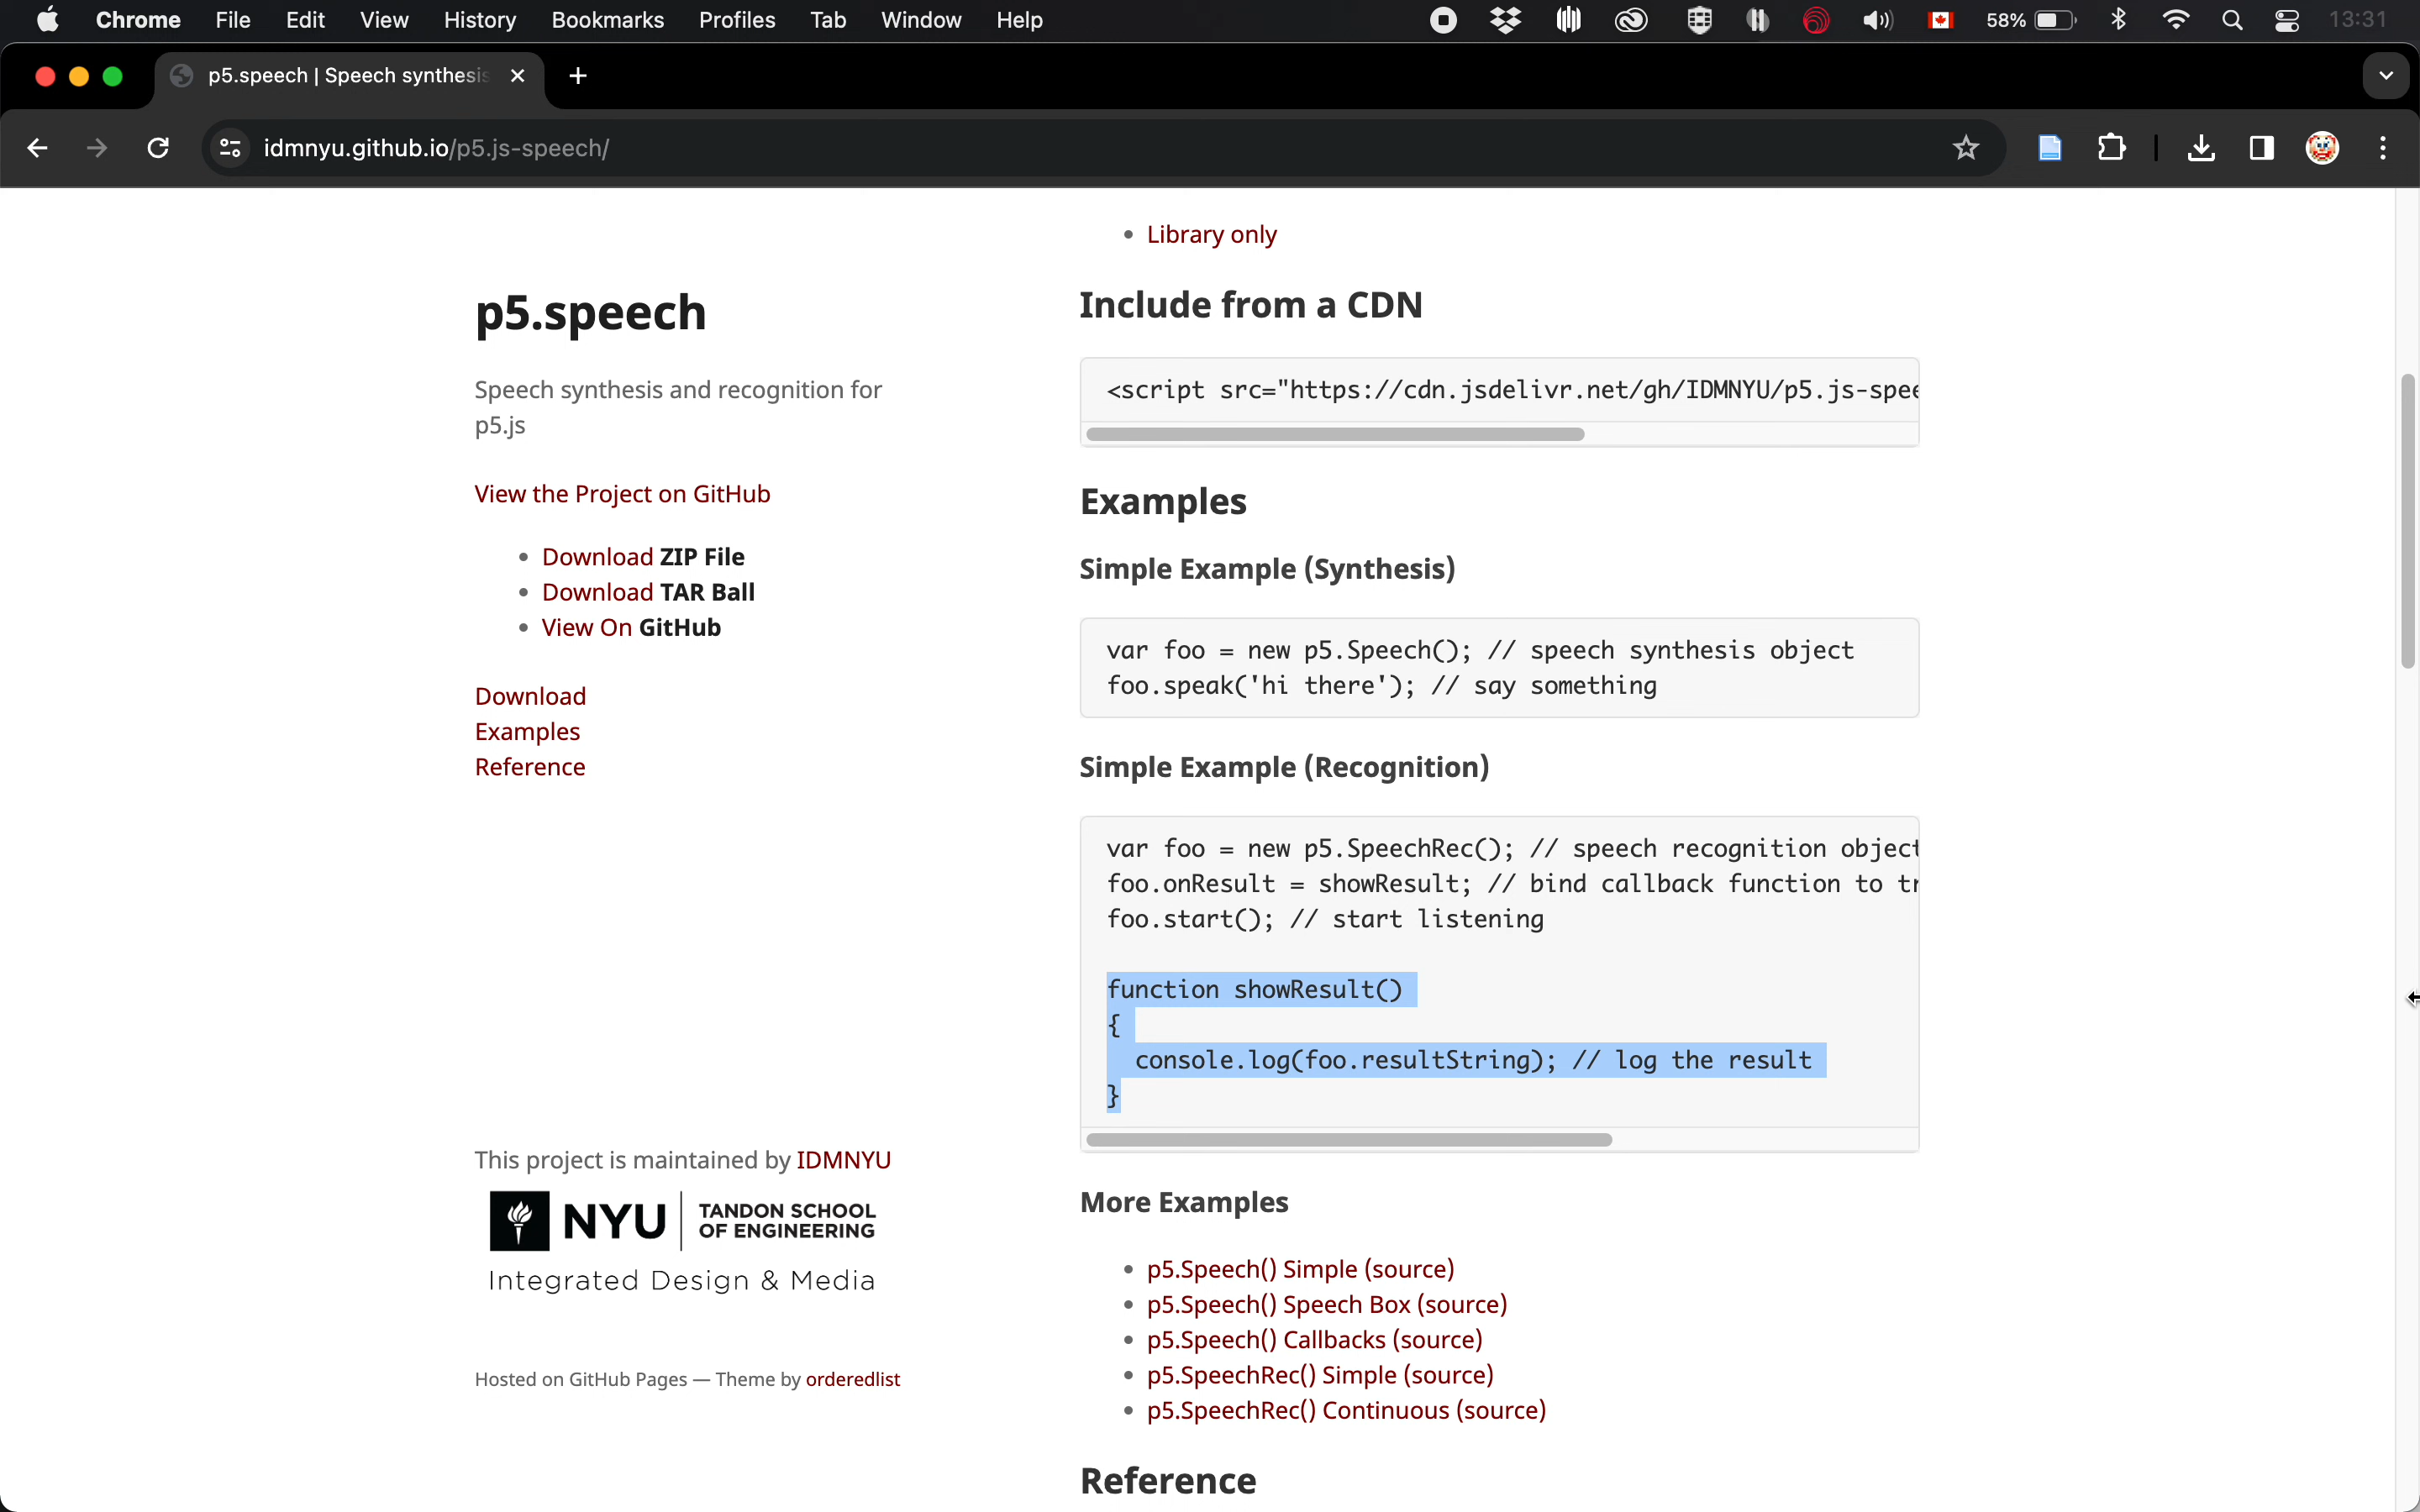 Chrome File Edit View History Bookmarks Profiles Tab Window Help 58% 13:31
p5.speech | Speech synthesis
idmnyu.github.io/p5.js-speech/
p5.speech
Speech synthesis and recognition for
p5.js
View the Project on GitHub
Download ZIP File
Download TAR Ball
View On GitHub
Download
Examples
Reference
This project is maintained by IDMNYU
NYU TANDON SCHOOL
OF ENGINEERING
Integrated Design & Media
Hosted on GitHub Pages — Theme by orderedlist
Library only
Include from a CDN
<script src="https://cdn.jsdelivr.net/gh/IDMNYU/p5.js-spee
Examples
Simple Example (Synthesis)
var foo = new p5.Speech(); // speech synthesis object
foo.speak('hi there'); // say something
Simple Example (Recognition)
var foo = new p5.SpeechRec(); // speech recognition object
foo.onResult = showResult; // bind callback function to tr
foo.start(); // start listening
function showResult()
{
console.log(foo.resultString); // log the result
}
More Examples
p5.Speech() Simple (source)
p5.Speech() Speech Box (source)
p5.Speech() Callbacks (source)
p5.SpeechRec() Simple (source)
p5.SpeechRec() Continuous (source)
Reference